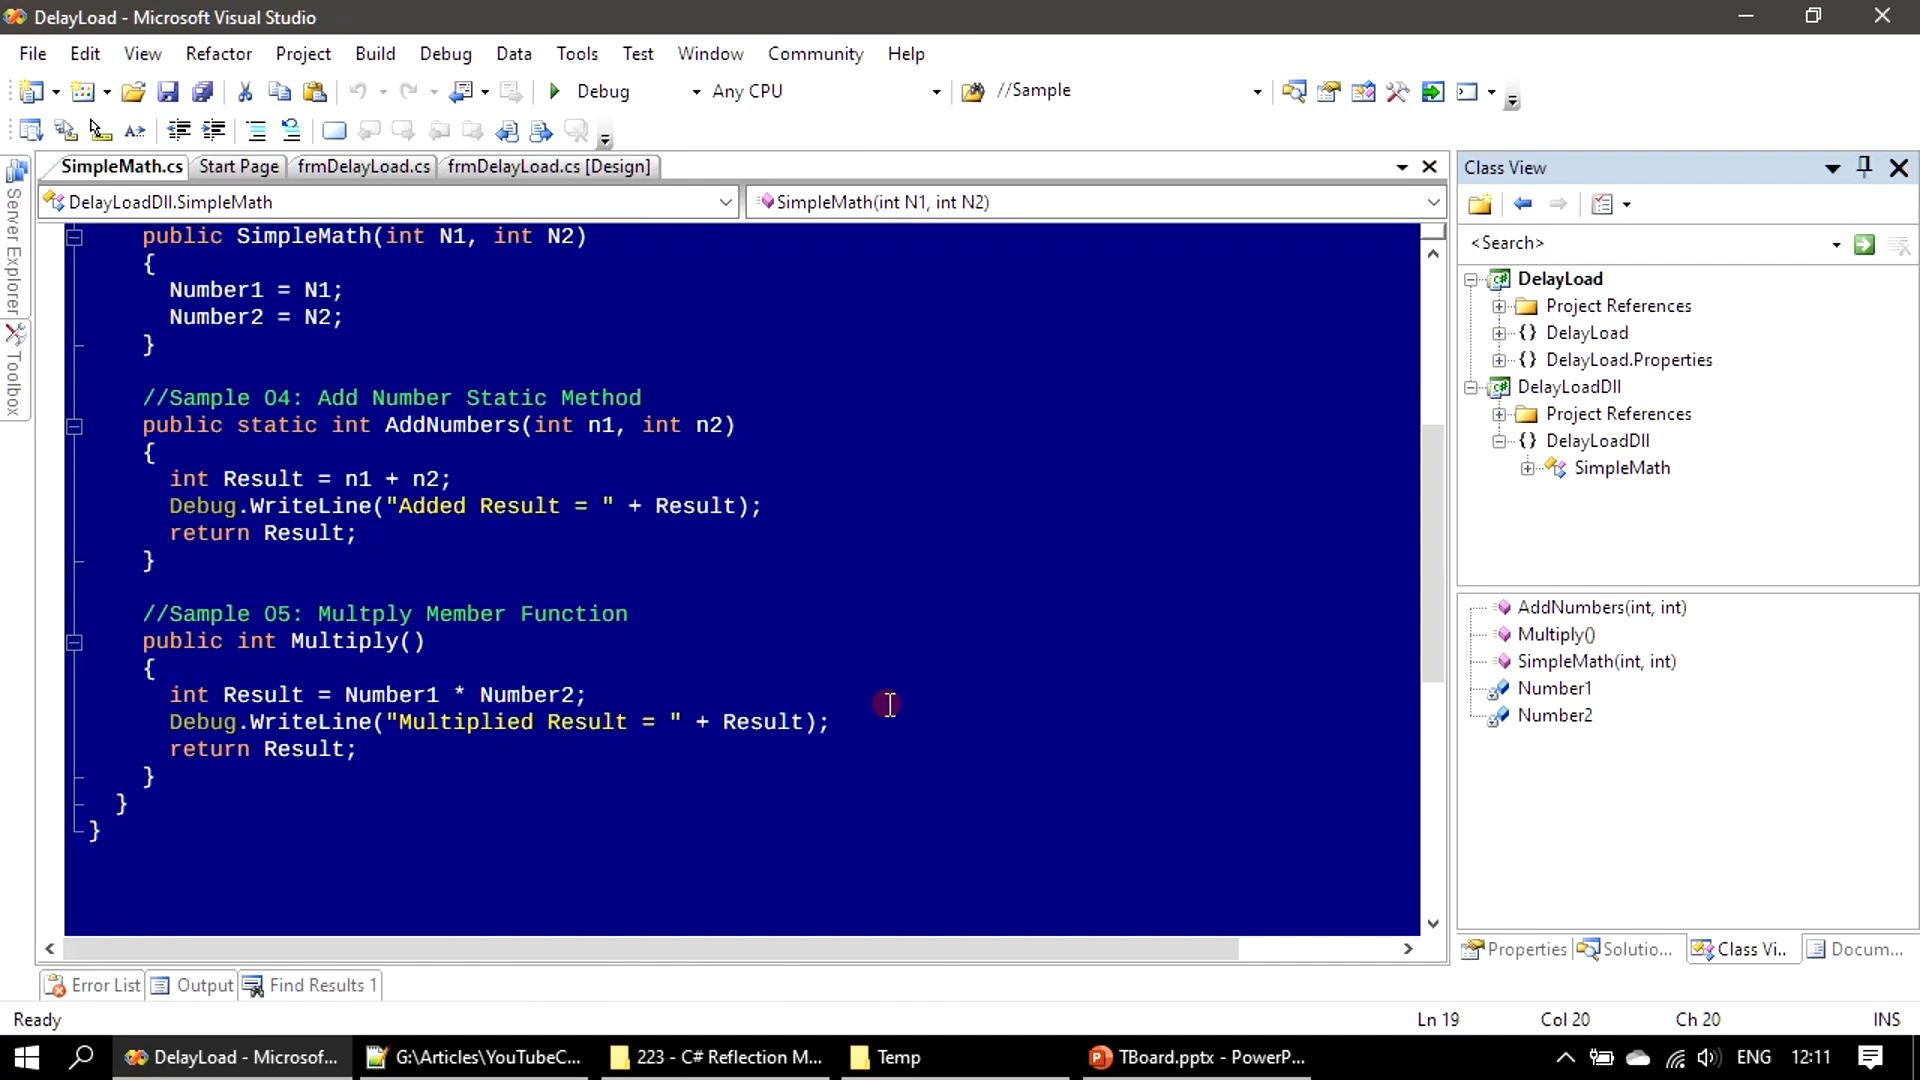 DelayLoad - Microsoft Visual Studio
File Edit View Refactor Project Build Debug Data Tools Test Window Community Help
Debug Any CPU //Sample
SimpleMath.cs Start Page frmDelayLoad.cs frmDelayLoad.cs [Design]
DelayLoadDll.SimpleMath SimpleMath(int N1, int N2)
Server Explorer
Toolbox
public SimpleMath(int N1, int N2)
{
Number1 = N1;
Number2 = N2;
}
//Sample 04: Add Number Static Method
public static int AddNumbers(int n1, int n2)
{
int Result = n1 + n2;
Debug.WriteLine("Added Result = " + Result);
return Result;
}
//Sample 05: Multply Member Function
public int Multiply()
{
int Result = Number1 * Number2;
Debug.WriteLine("Multiplied Result = " + Result);
return Result;
}
}
}
Class View
<Search>
DelayLoad
Project References
{} DelayLoad
{} DelayLoad.Properties
DelayLoadDll
Project References
{} DelayLoadDll
SimpleMath
AddNumbers(int, int)
Multiply()
SimpleMath(int, int)
Number1
Number2
Properties Solutio... Class Vi... Docum...
Error List Output Find Results 1
Ready Ln 19 Col 20 Ch 20 INS
DelayLoad - Microsof... G:\Articles\YouTubeC... 223 - C# Reflection M... Temp TBoard.pptx - PowerP... ENG 12:11